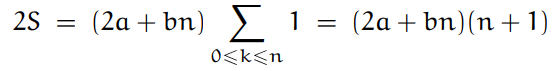 2S = (2a + bn) ∑ 1 = (2a + bn)(n + 1)
0⩽k⩽n